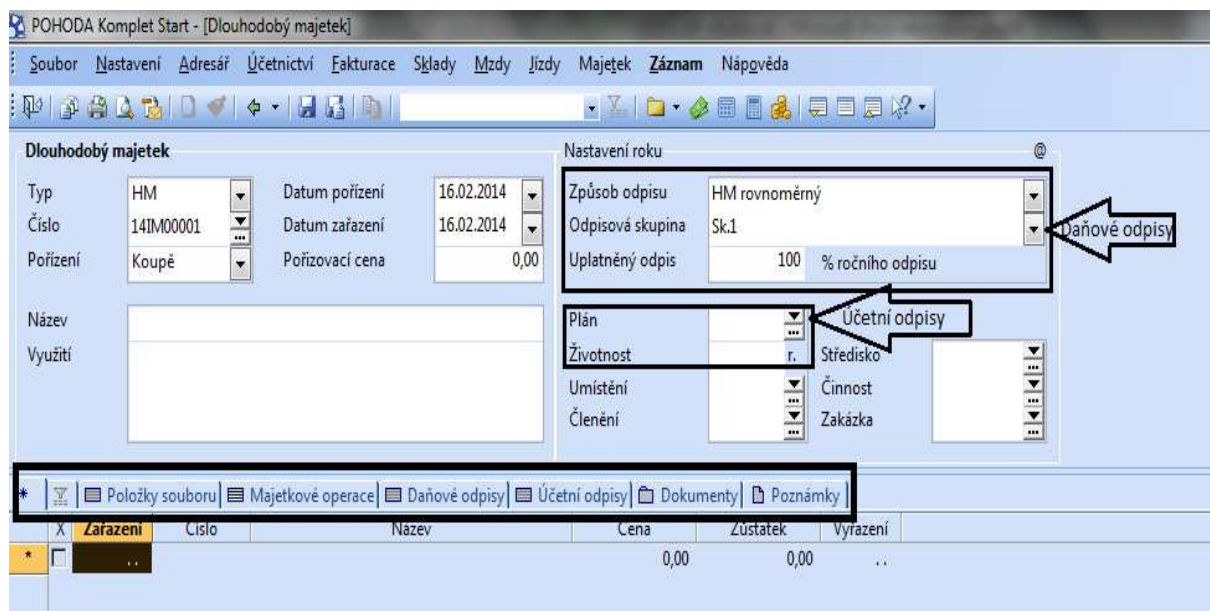 POHODA Komplet Start - [Dlouhodobý majetek]
Soubor Nastavení Adresář Účetnictví Fakturace Sklady Mzdy Jízdy Majetek Záznam Nápověda
Dlouhodobý majetek
Nastavení roku @
Typ HM Datum pořízení 16.02.2014 Způsob odpisu HM rovnoměrný
Číslo 14IM00001 Datum zařazení 16.02.2014 Odpisová skupina Sk.1 Daňové odpisy
Pořízení Koupě Pořizovací cena 0,00 Uplatněný odpis 100 % ročního odpisu
Název Plán Účetní odpisy
Využití Životnost r. Středisko
Umístění Činnost
Členění Zakázka
* Položky souboru Majetkové operace Daňové odpisy Účetní odpisy Dokumenty Poznámky
X Zařazení Číslo Název Cena Zůstatek Vyřazení
* . . 0,00 0,00 . .